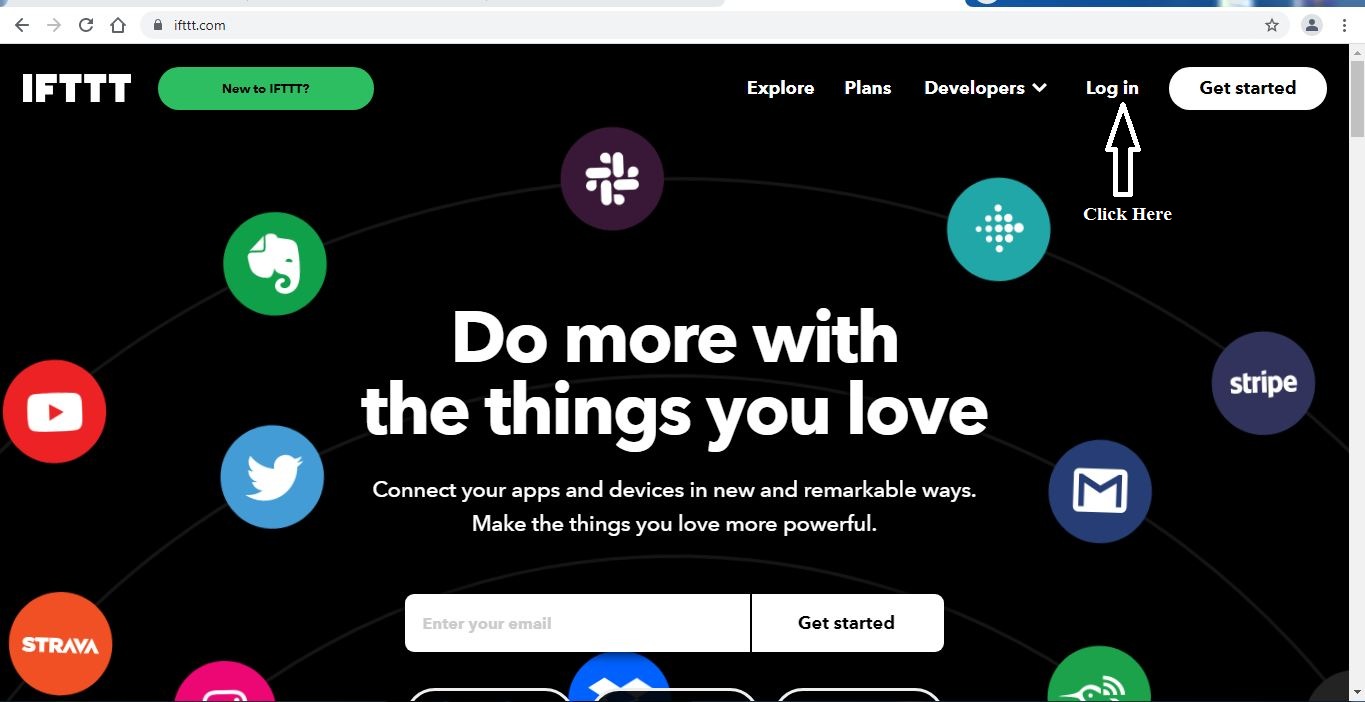 ifttt.com
IFTTT
New to IFTTT?
Explore
Plans
Developers
Log in
Get started
Click Here
Do more with
the things you love
stripe
Connect your apps and devices in new and remarkable ways.
Make the things you love more powerful.
Enter your email
Get started
STRAVA